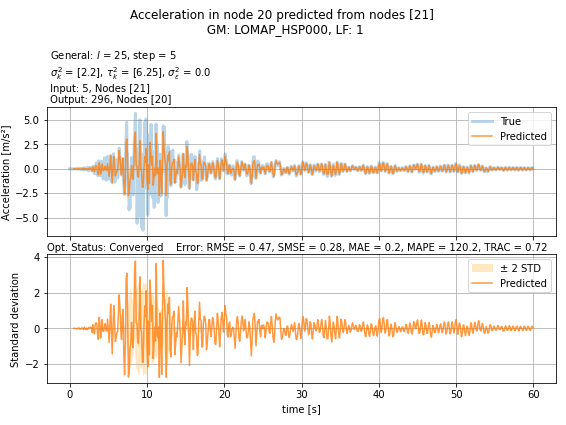 Acceleration in node 20 predicted from nodes [21]
GM: LOMAP_HSP000, LF: 1
General: l = 25, step = 5
σ²ₖ = [2.2], τ²ₖ = [6.25], σ²ε = 0.0
Input: 5, Nodes [21]
Output: 296, Nodes [20]
5.0
2.5
0.0
−2.5
−5.0
Acceleration [m/s²]
True
Predicted
Opt. Status: Converged    Error: RMSE = 0.47, SMSE = 0.28, MAE = 0.2, MAPE = 120.2, TRAC = 0.72
4
2
0
−2
Standard deviation
± 2 STD
Predicted
0 10 20 30 40 50 60
time [s]